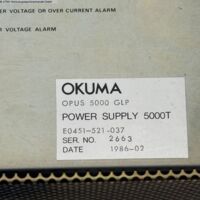 ER VOLTAGE OR OVER CURRENT ALARM
R VOLTAGE ALARM
OKUMA
OPUS 5000 GLP
POWER SUPPLY 5000T
E0451-521-037
SER. NO. 2663
DATE 1986-02